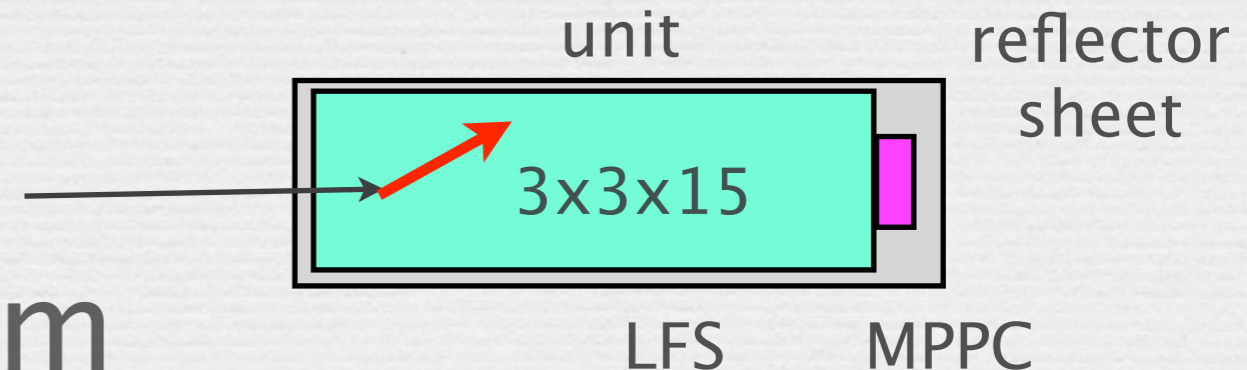 unit
reflector
sheet
3x3x15
m
LFS
MPPC